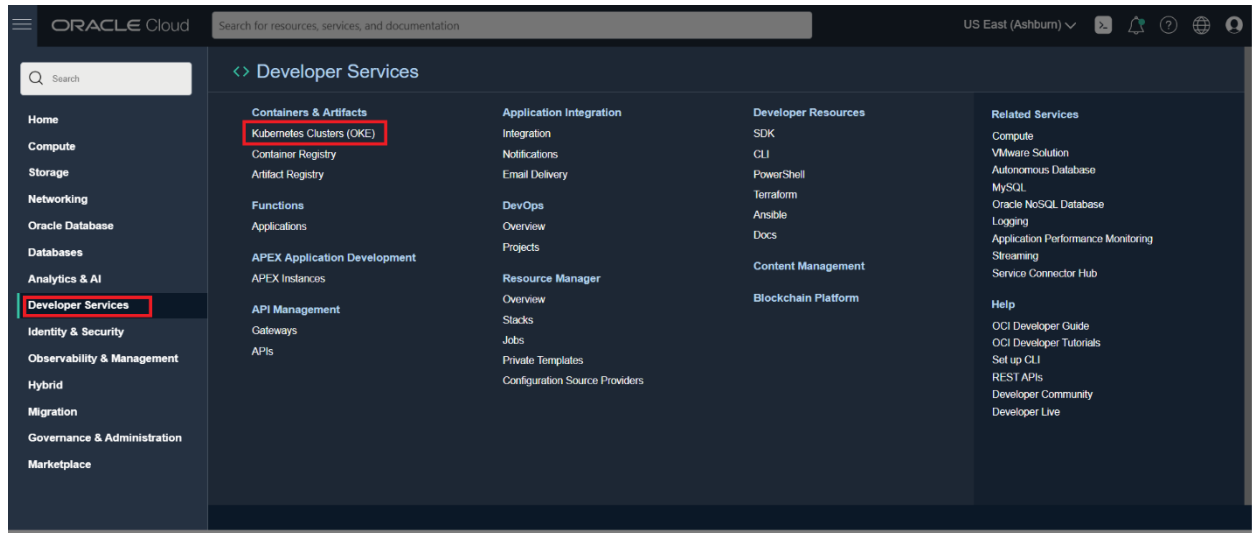 ORACLE Cloud
Search for resources, services, and documentation
US East (Ashburn)
Search
Home
Compute
Storage
Networking
Oracle Database
Databases
Analytics & AI
Developer Services
Identity & Security
Observability & Management
Hybrid
Migration
Governance & Administration
Marketplace
<> Developer Services
Containers & Artifacts
Kubernetes Clusters (OKE)
Container Registry
Artifact Registry
Functions
Applications
APEX Application Development
APEX Instances
API Management
Gateways
APIs
Application Integration
Integration
Notifications
Email Delivery
DevOps
Overview
Projects
Resource Manager
Overview
Stacks
Jobs
Private Templates
Configuration Source Providers
Developer Resources
SDK
CLI
PowerShell
Terraform
Ansible
Docs
Content Management
Blockchain Platform
Related Services
Compute
VMware Solution
Autonomous Database
MySQL
Oracle NoSQL Database
Logging
Application Performance Monitoring
Streaming
Service Connector Hub
Help
OCI Developer Guide
OCI Developer Tutorials
Set up CLI
REST APIs
Developer Community
Developer Live